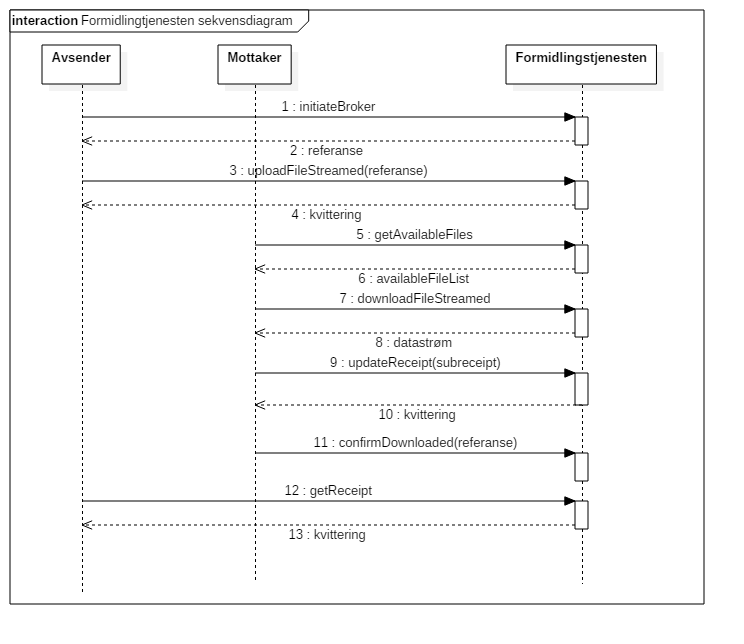 interaction Formidlingtjenesten sekvensdiagram
Avsender
Mottaker
Formidlingstjenesten
1 : initiateBroker
2 : referanse
3 : uploadFileStreamed(referanse)
4 : kvittering
5 : getAvailableFiles
6 : availableFileList
7 : downloadFileStreamed
8 : datastrøm
9 : updateReceipt(subreceipt)
10 : kvittering
11 : confirmDownloaded(referanse)
12 : getReceipt
13 : kvittering